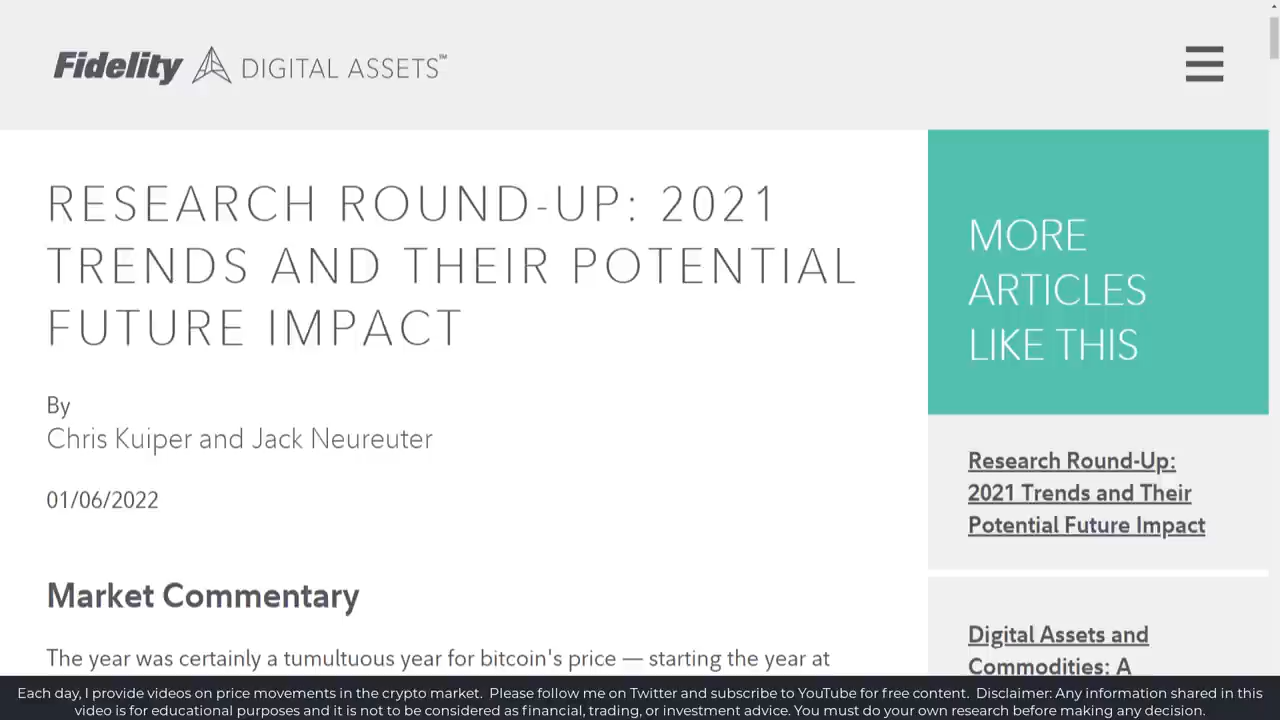 Fidelity DIGITAL ASSETS™
RESEARCH ROUND-UP: 2021
TRENDS AND THEIR POTENTIAL
FUTURE IMPACT
By
Chris Kuiper and Jack Neureuter
01/06/2022
Market Commentary
The year was certainly a tumultuous year for bitcoin's price — starting the year at
MORE
ARTICLES
LIKE THIS
Research Round-Up:
2021 Trends and Their
Potential Future Impact
Digital Assets and
Commodities: A
Each day, I provide videos on price movements in the crypto market. Please follow me on Twitter and subscribe to YouTube for free content. Disclaimer: Any information shared in this
video is for educational purposes and it is not to be considered as financial, trading, or investment advice. You must do your own research before making any decision.